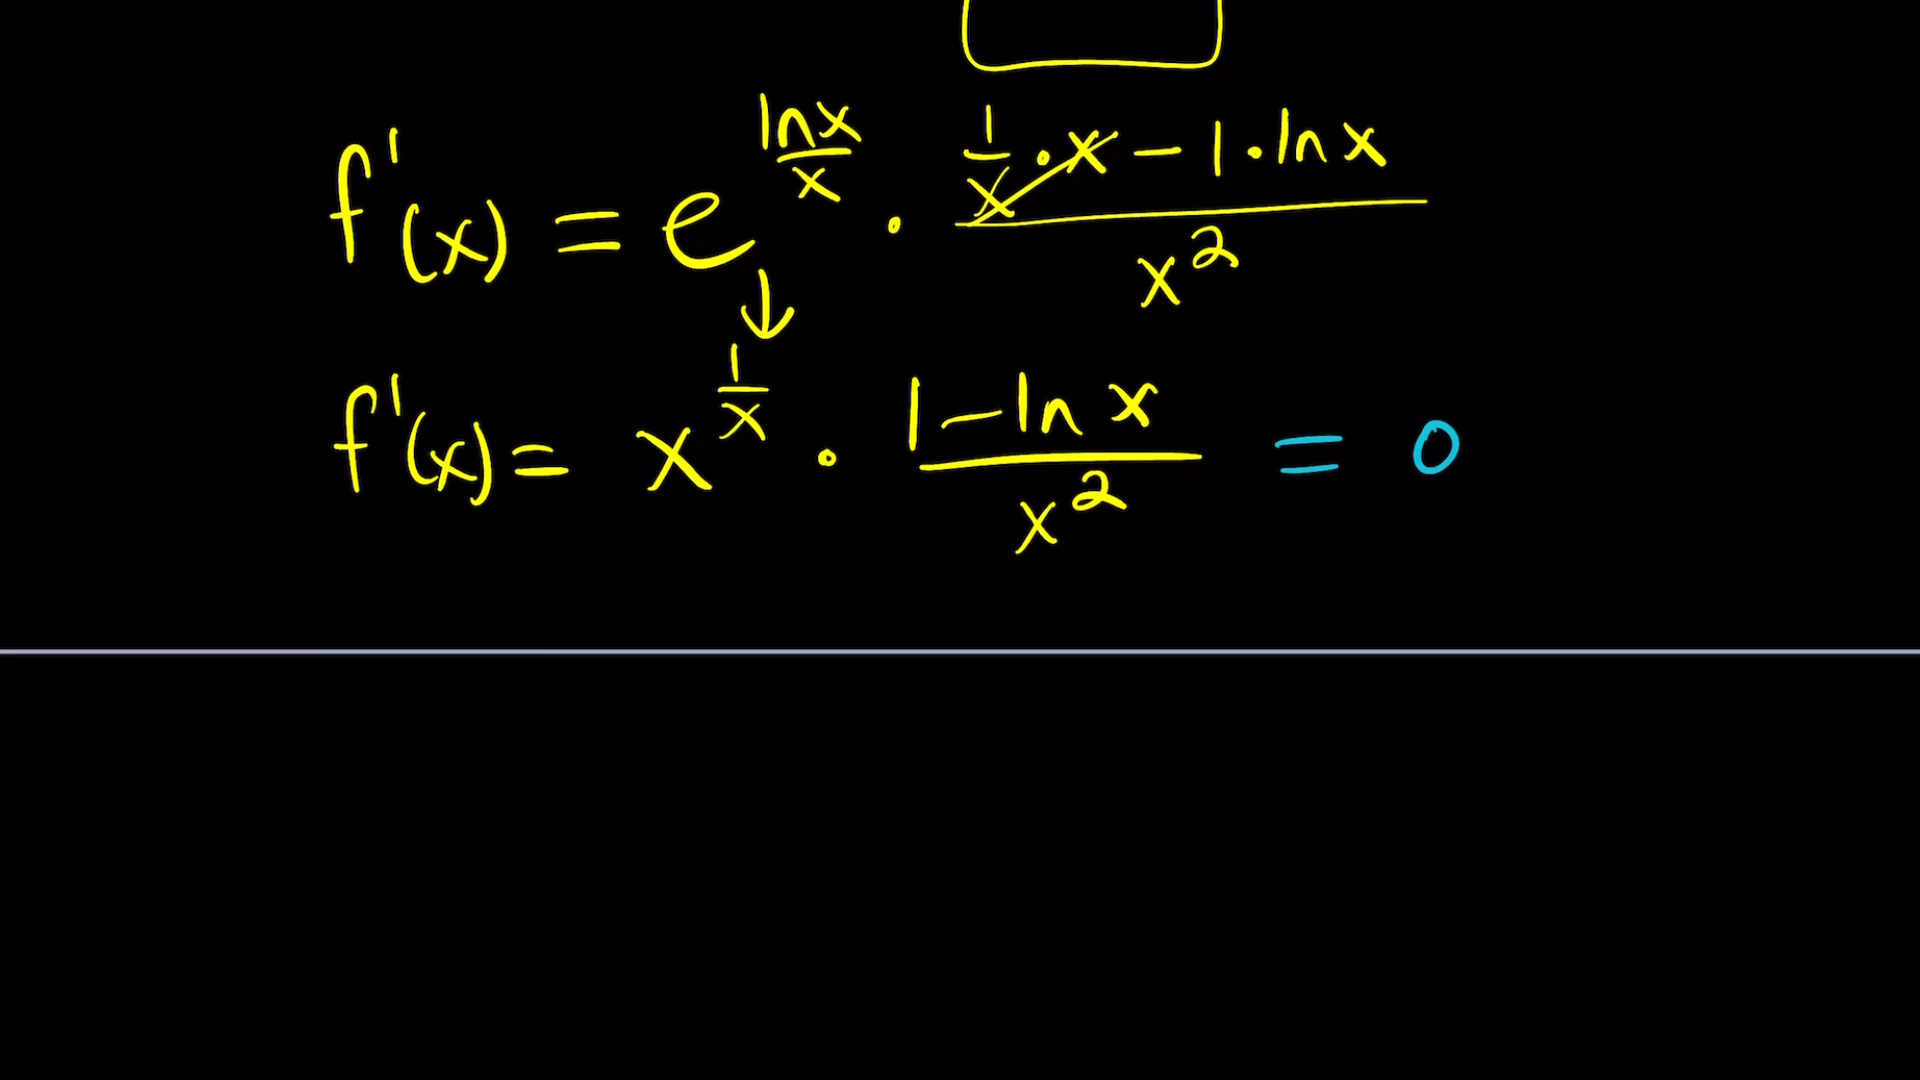 f'(x) = e^(ln x / x) · (1/x · x − 1 · ln x) / x²
↓
f'(x) = x^(1/x) · (1 − ln x) / x² = 0